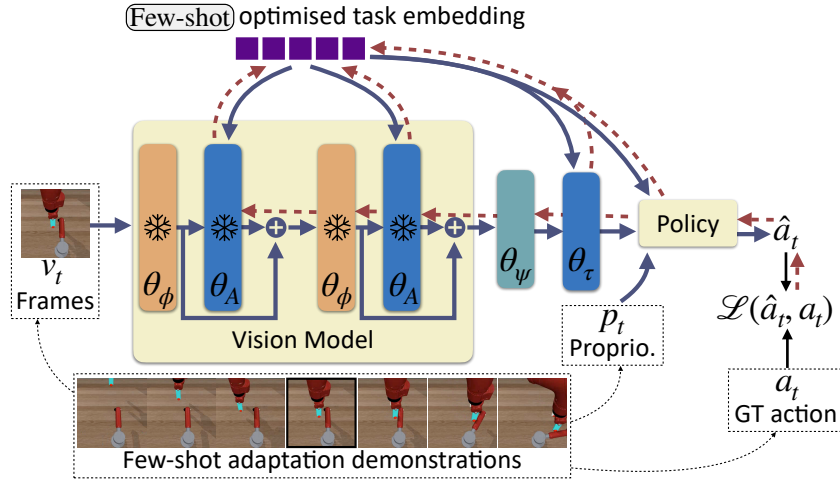 Few-shot optimised task embedding
θ_ϕ
θ_A
θ_ϕ
θ_A
θ_ψ
θ_τ
Policy
â_t
v_t
Frames
Vision Model
p_t
Proprio.
ℒ(â_t, a_t)
a_t
GT action
Few-shot adaptation demonstrations